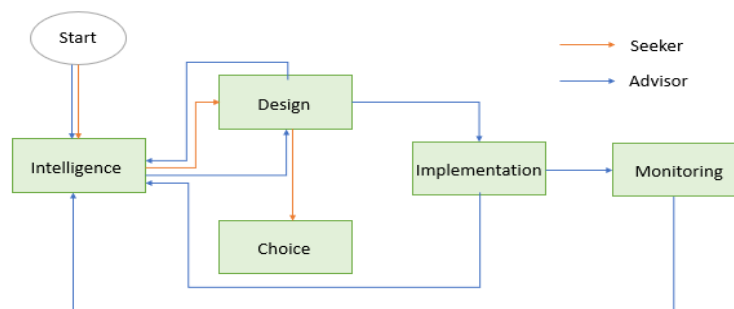 Start
Seeker
Advisor
Design
Intelligence
Implementation
Monitoring
Choice